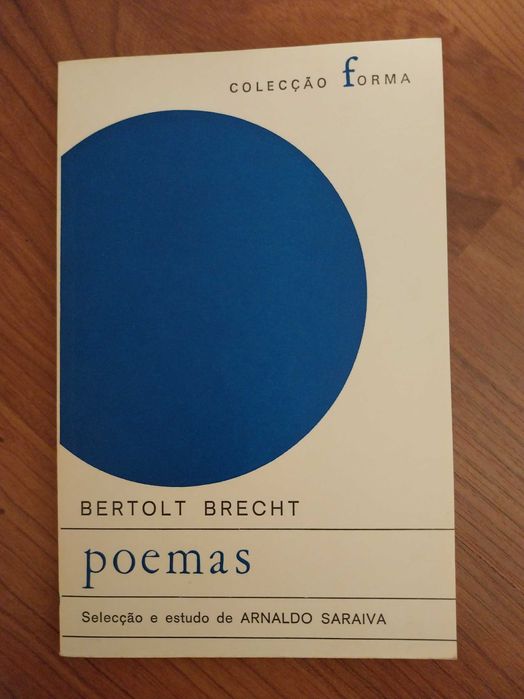 COLECÇÃO fORMA
BERTOLT BRECHT
poemas
Selecção e estudo de ARNALDO SARAIVA